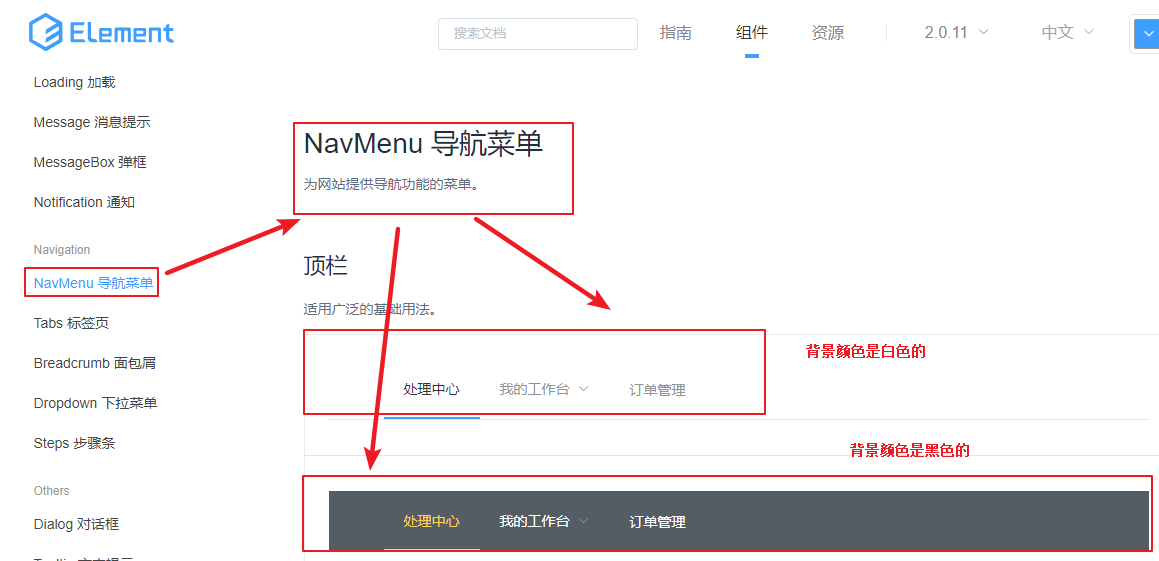 Element
搜索文档
指南
组件
资源
2.0.11
中文
Loading 加载
Message 消息提示
MessageBox 弹框
Notification 通知
Navigation
NavMenu 导航菜单
Tabs 标签页
Breadcrumb 面包屑
Dropdown 下拉菜单
Steps 步骤条
Others
Dialog 对话框
NavMenu 导航菜单
为网站提供导航功能的菜单。
顶栏
适用广泛的基础用法。
背景颜色是白色的
处理中心
我的工作台
订单管理
背景颜色是黑色的
处理中心
我的工作台
订单管理